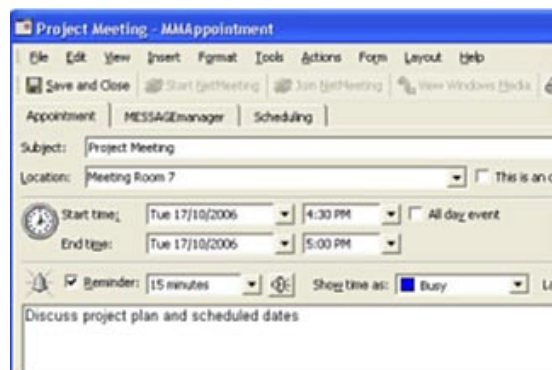 Project Meeting - MMAppointment
File Edit View Insert Format Tools Actions Form Layout Help
Save and Close Start NetMeeting Join NetMeeting View Windows Media
Appointment MESSAGEmanager Scheduling
Subject: Project Meeting
Location: Meeting Room 7 This is an o
Start time: Tue 17/10/2006 4:30 PM All day event
End time: Tue 17/10/2006 5:00 PM
Reminder: 15 minutes Show time as: Busy La
Discuss project plan and scheduled dates